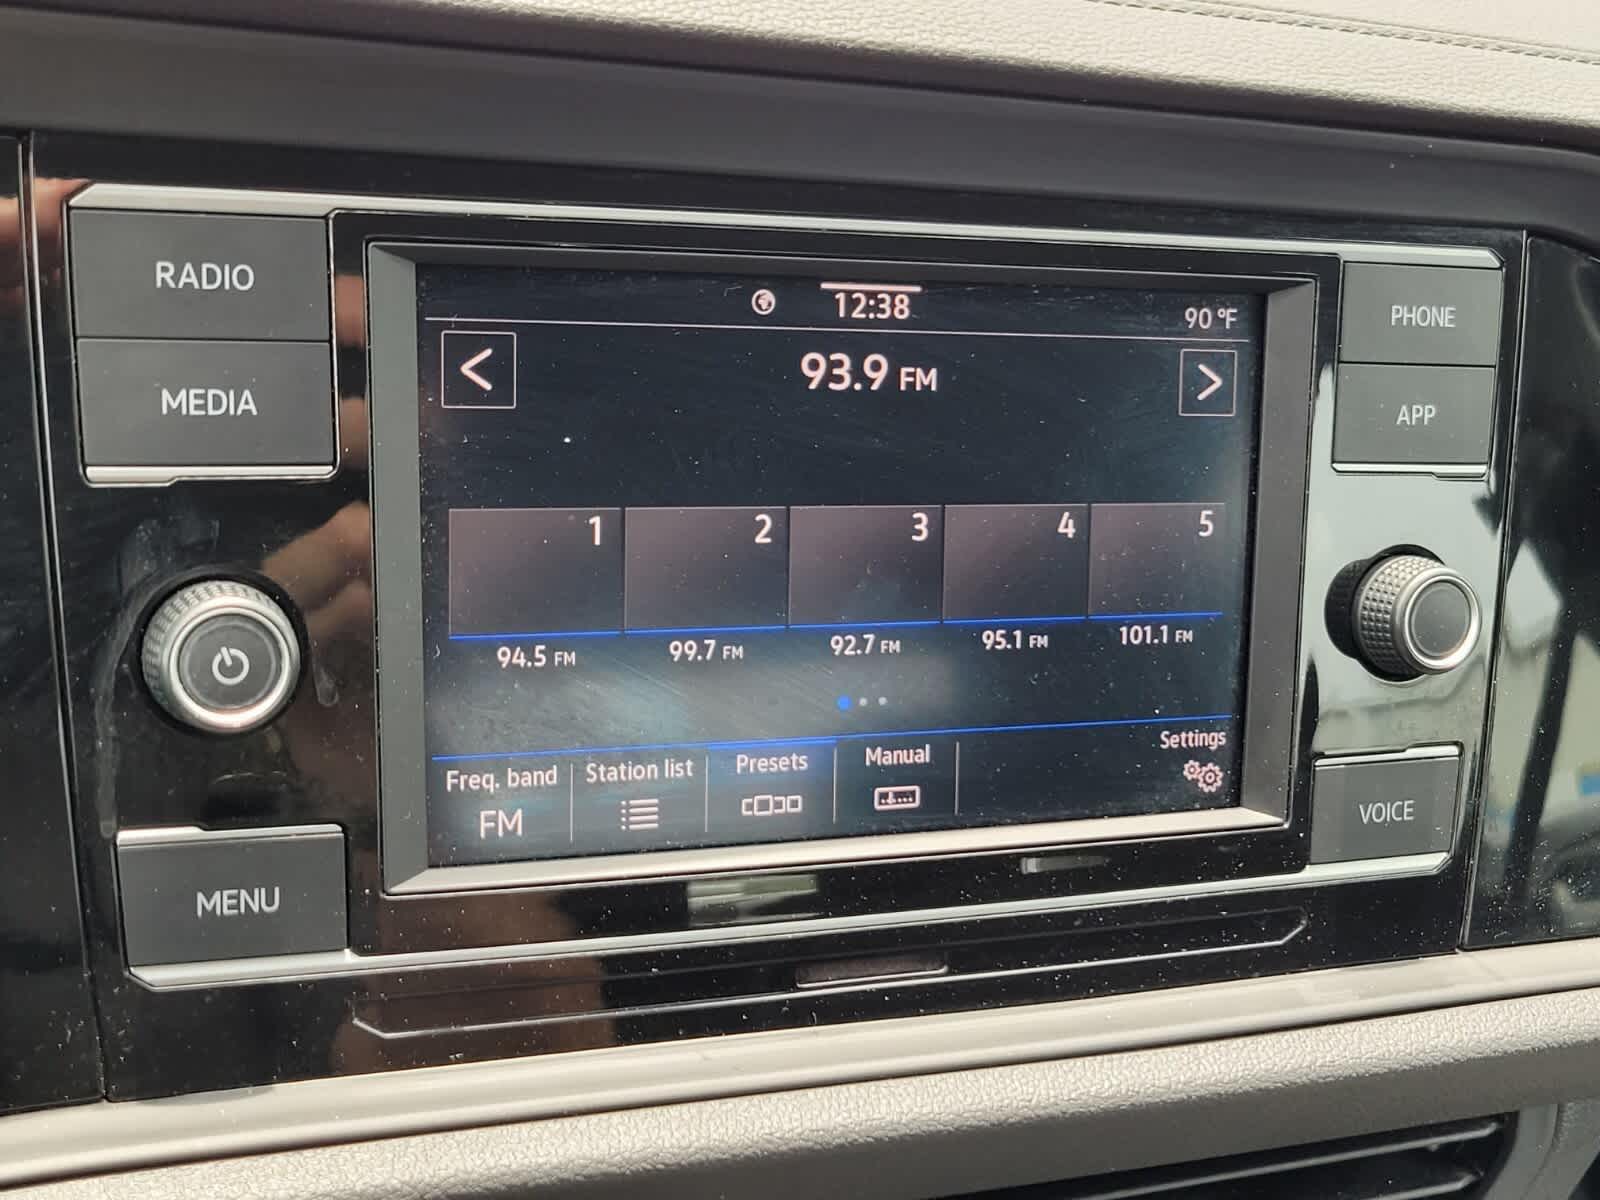 RADIO
MEDIA
MENU
12:38
90 °F
<
93.9 FM
>
1 2 3 4 5
94.5 FM 99.7 FM 92.7 FM 95.1 FM 101.1 FM
Freq. band Station list Presets Manual Settings
FM
PHONE
APP
VOICE